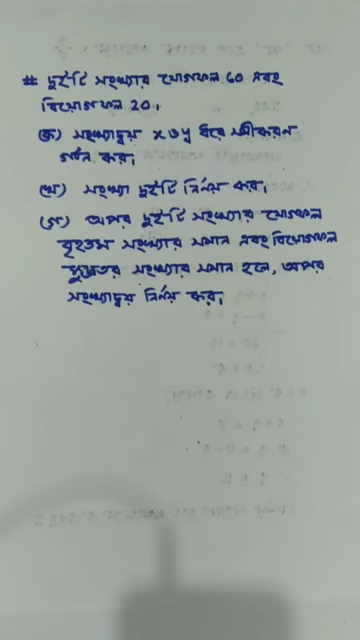 # দুইটি সংখ্যার যোগফল 60 এবং
বিয়োগফল 20।
(ক) সংখ্যাদ্বয় x ও y ধরে সমীকরণ
গঠন কর।
(খ) সংখ্যা দুইটি নির্ণয় কর।
(গ) অপর দুইটি সংখ্যার যোগফল
বৃহত্তম সংখ্যার সমান এবং বিয়োগফল
ক্ষুদ্রতর সংখ্যার সমান হলে, অপর
সংখ্যাদ্বয় নির্ণয় কর।